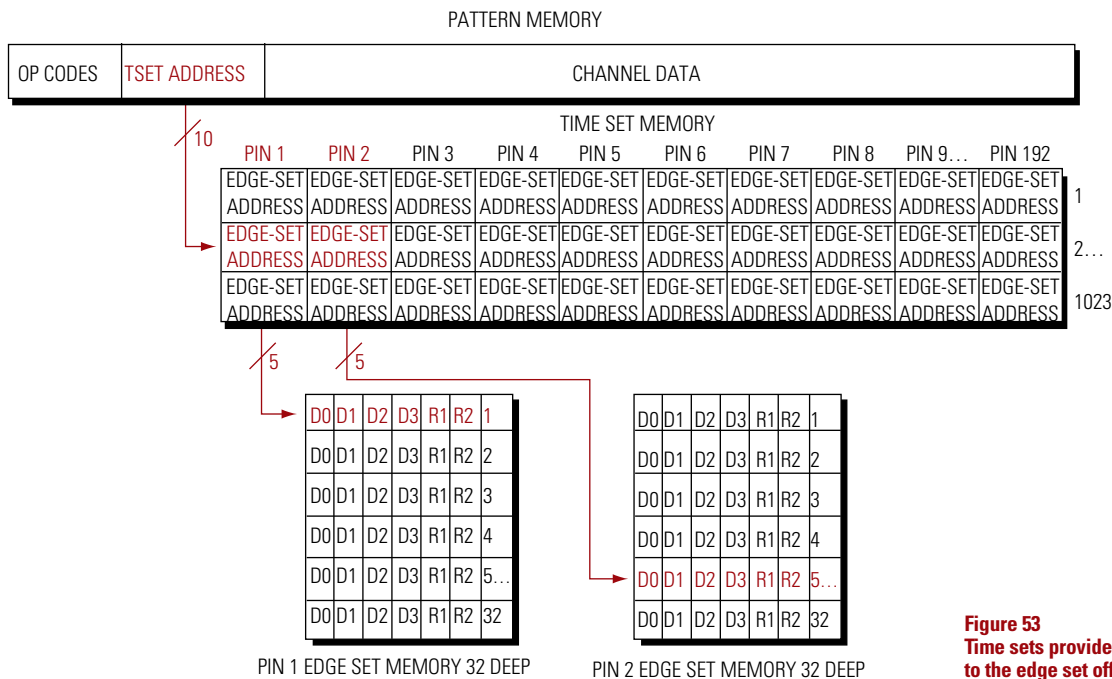 PATTERN MEMORY
OP CODES TSET ADDRESS CHANNEL DATA
10
TIME SET MEMORY
PIN 1 PIN 2 PIN 3 PIN 4 PIN 5 PIN 6 PIN 7 PIN 8 PIN 9... PIN 192
EDGE-SET EDGE-SET EDGE-SET EDGE-SET EDGE-SET EDGE-SET EDGE-SET EDGE-SET EDGE-SET EDGE-SET
ADDRESS ADDRESS ADDRESS ADDRESS ADDRESS ADDRESS ADDRESS ADDRESS ADDRESS ADDRESS 1
EDGE-SET EDGE-SET EDGE-SET EDGE-SET EDGE-SET EDGE-SET EDGE-SET EDGE-SET EDGE-SET EDGE-SET
ADDRESS ADDRESS ADDRESS ADDRESS ADDRESS ADDRESS ADDRESS ADDRESS ADDRESS ADDRESS 2...
EDGE-SET EDGE-SET EDGE-SET EDGE-SET EDGE-SET EDGE-SET EDGE-SET EDGE-SET EDGE-SET EDGE-SET
ADDRESS ADDRESS ADDRESS ADDRESS ADDRESS ADDRESS ADDRESS ADDRESS ADDRESS ADDRESS 1023
5 5
D0 D1 D2 D3 R1 R2 1
D0 D1 D2 D3 R1 R2 2
D0 D1 D2 D3 R1 R2 3
D0 D1 D2 D3 R1 R2 4
D0 D1 D2 D3 R1 R2 5...
D0 D1 D2 D3 R1 R2 32
PIN 1 EDGE SET MEMORY 32 DEEP
D0 D1 D2 D3 R1 R2 1
D0 D1 D2 D3 R1 R2 2
D0 D1 D2 D3 R1 R2 3
D0 D1 D2 D3 R1 R2 4
D0 D1 D2 D3 R1 R2 5...
D0 D1 D2 D3 R1 R2 32
PIN 2 EDGE SET MEMORY 32 DEEP
Figure 53
Time sets provide
to the edge set off